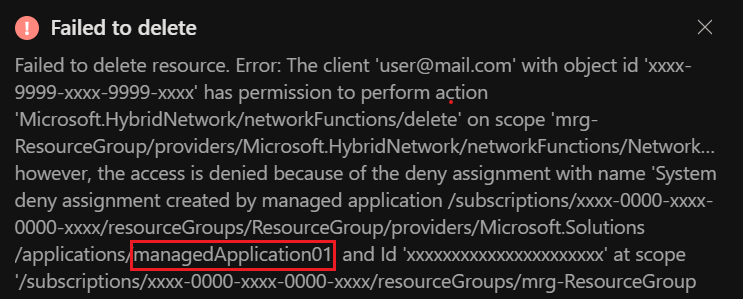 Failed to delete
Failed to delete resource. Error: The client 'user@mail.com' with object id 'xxxx-
9999-xxxx-9999-xxxx' has permission to perform action
'Microsoft.HybridNetwork/networkFunctions/delete' on scope 'mrg-
ResourceGroup/providers/Microsoft.HybridNetwork/networkFunctions/Network...
however, the access is denied because of the deny assignment with name 'System
deny assignment created by managed application /subscriptions/xxxx-0000-xxxx-
0000-xxxx/resourceGroups/ResourceGroup/providers/Microsoft.Solutions
/applications/managedApplication01 and Id 'xxxxxxxxxxxxxxxxxxxxxx' at scope
'/subscriptions/xxxx-0000-xxxx-0000-xxxx/resourceGroups/mrg-ResourceGroup